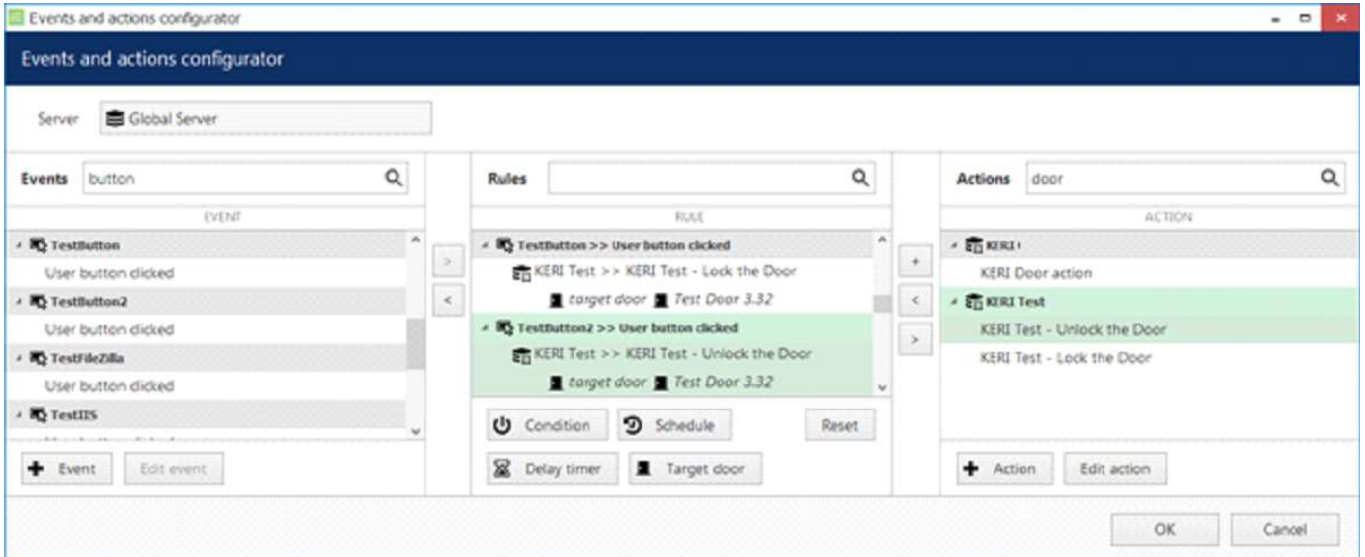 Events and actions configurator
Events and actions configurator
Server Global Server
Events button
EVENT
TestButton
User button clicked
TestButton2
User button clicked
TestFileZilla
User button clicked
TestIIS
+ Event
Edit event
>
<
Rules
RULE
TestButton >> User button clicked
KERI Test >> KERI Test - Lock the Door
target door Test Door 3.32
TestButton2 >> User button clicked
KERI Test >> KERI Test - Unlock the Door
target door Test Door 3.32
Condition
Schedule
Reset
Delay timer
Target door
+
<
>
Actions door
ACTION
KERI
KERI Door action
KERI Test
KERI Test - Unlock the Door
KERI Test - Lock the Door
+ Action
Edit action
OK
Cancel